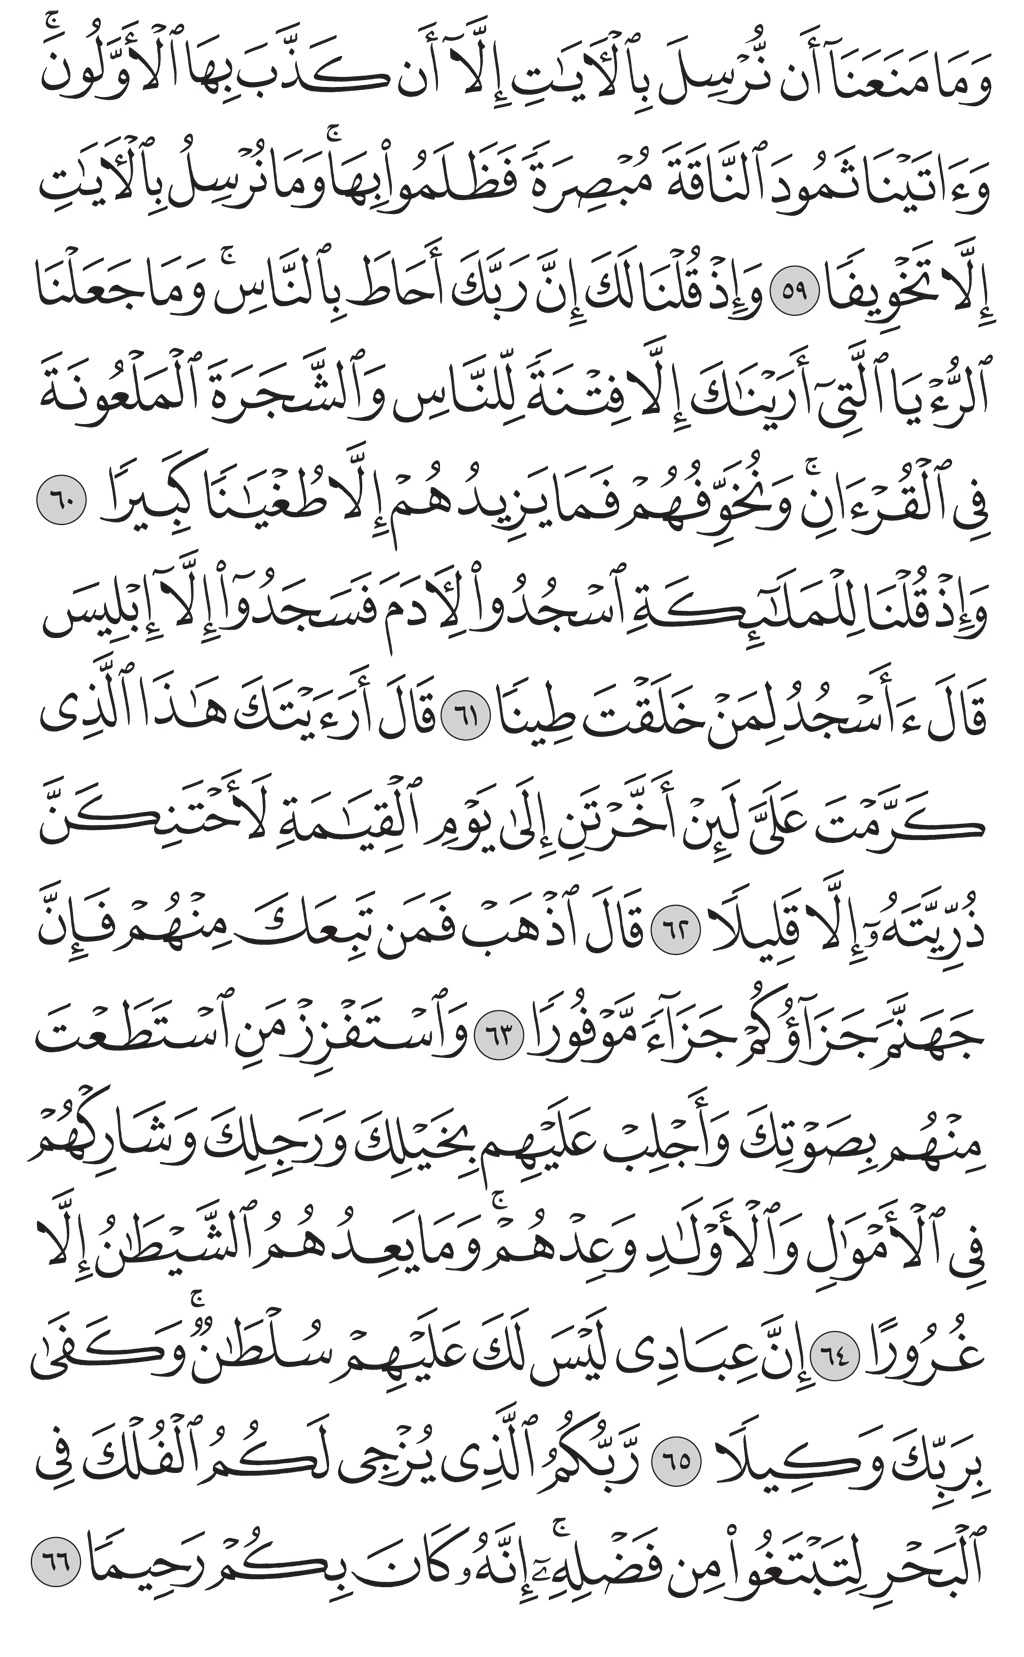 وَمَا مَنَعَنَآ أَن نُّرْسِلَ بِٱلْأَيَـٰتِ إِلَّآ أَن كَذَّبَ بِهَا ٱلْأَوَّلُونَ ۚ
وَءَاتَيْنَا ثَمُودَ ٱلنَّاقَةَ مُبْصِرَةً فَظَلَمُوا۟ بِهَا ۚ وَمَا نُرْسِلُ بِٱلْأَيَـٰتِ
إِلَّا تَخْوِيفًا ٥٩ وَإِذْ قُلْنَا لَكَ إِنَّ رَبَّكَ أَحَاطَ بِٱلنَّاسِ ۚ وَمَا جَعَلْنَا
ٱلرُّءْيَا ٱلَّتِىٓ أَرَيْنَـٰكَ إِلَّا فِتْنَةً لِّلنَّاسِ وَٱلشَّجَرَةَ ٱلْمَلْعُونَةَ
فِى ٱلْقُرْءَانِ ۚ وَنُخَوِّفُهُمْ فَمَا يَزِيدُهُمْ إِلَّا طُغْيَـٰنًا كَبِيرًا ٦٠
وَإِذْ قُلْنَا لِلْمَلَـٰٓئِكَةِ ٱسْجُدُوا۟ لِـَٔادَمَ فَسَجَدُوٓا۟ إِلَّآ إِبْلِيسَ
قَالَ ءَأَسْجُدُ لِمَنْ خَلَقْتَ طِينًا ٦١ قَالَ أَرَءَيْتَكَ هَـٰذَا ٱلَّذِى
كَرَّمْتَ عَلَىَّ لَئِنْ أَخَّرْتَنِ إِلَىٰ يَوْمِ ٱلْقِيَـٰمَةِ لَأَحْتَنِكَنَّ
ذُرِّيَّتَهُۥٓ إِلَّا قَلِيلًا ٦٢ قَالَ ٱذْهَبْ فَمَن تَبِعَكَ مِنْهُمْ فَإِنَّ
جَهَنَّمَ جَزَآؤُكُمْ جَزَآءً مَّوْفُورًا ٦٣ وَٱسْتَفْزِزْ مَنِ ٱسْتَطَعْتَ
مِنْهُم بِصَوْتِكَ وَأَجْلِبْ عَلَيْهِم بِخَيْلِكَ وَرَجِلِكَ وَشَارِكْهُمْ
فِى ٱلْأَمْوَٰلِ وَٱلْأَوْلَـٰدِ وَعِدْهُمْ ۚ وَمَا يَعِدُهُمُ ٱلشَّيْطَـٰنُ إِلَّا
غُرُورًا ٦٤ إِنَّ عِبَادِى لَيْسَ لَكَ عَلَيْهِمْ سُلْطَـٰنٌ ۚ وَكَفَىٰ
بِرَبِّكَ وَكِيلًا ٦٥ رَّبُّكُمُ ٱلَّذِى يُزْجِى لَكُمُ ٱلْفُلْكَ فِى
ٱلْبَحْرِ لِتَبْتَغُوا۟ مِن فَضْلِهِۦٓ ۚ إِنَّهُۥ كَانَ بِكُمْ رَحِيمًا ٦٦